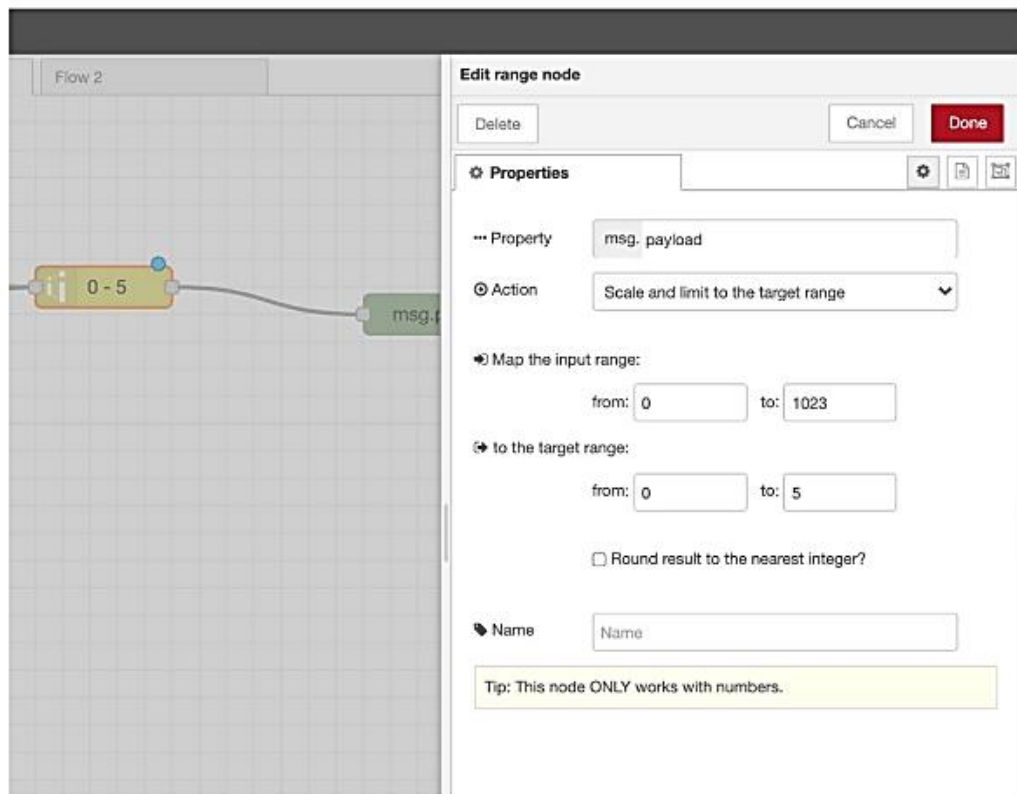 Flow 2
0 - 5
msg.p
Edit range node
Delete
Cancel Done
Properties
Property msg. payload
Action Scale and limit to the target range
Map the input range:
from: 0 to: 1023
to the target range:
from: 0 to: 5
Round result to the nearest integer?
Name Name
Tip: This node ONLY works with numbers.